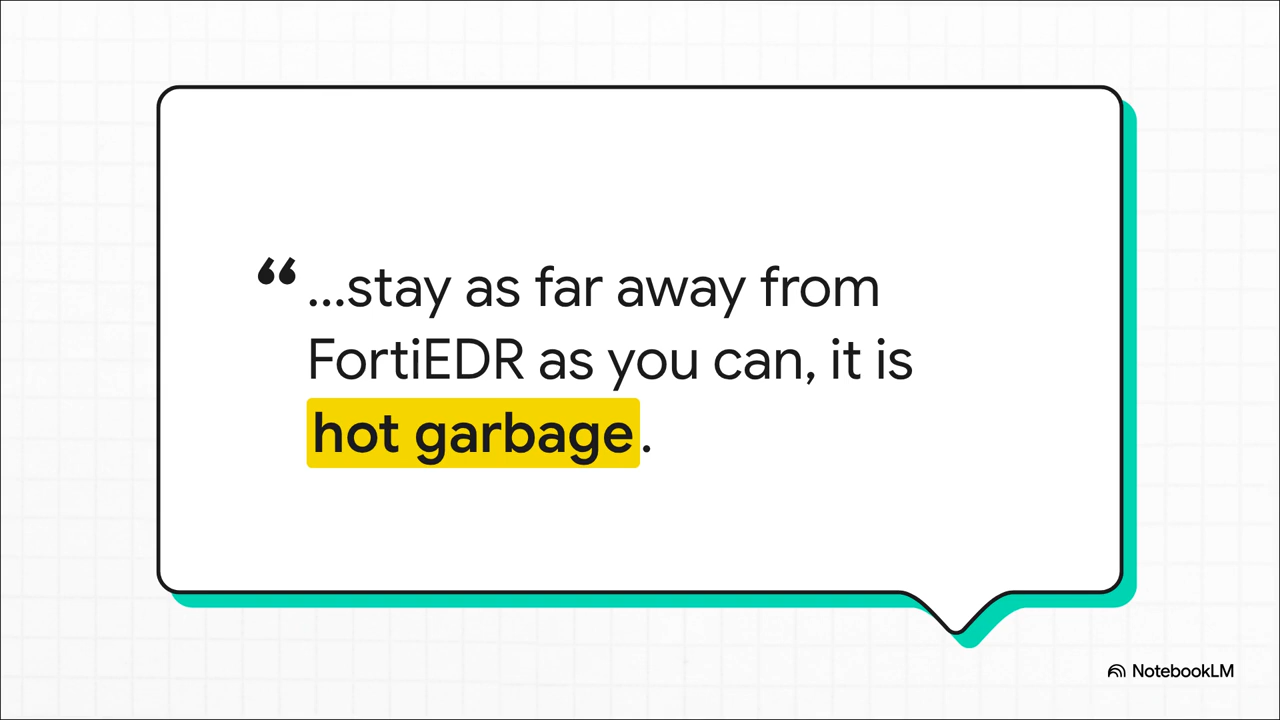 “...stay as far away from
FortiEDR as you can, it is
hot garbage.
NotebookLM